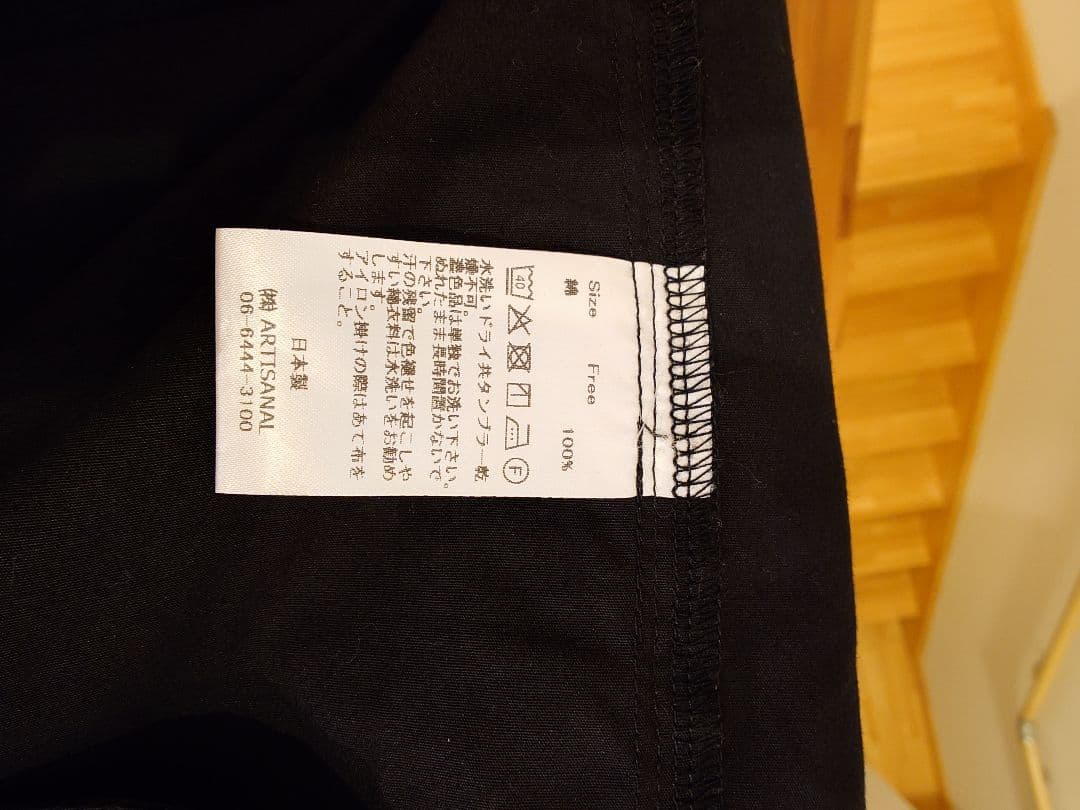 Size Free
綿 100%
40 F
水洗いドライ共タンブラー乾
燥不可。
濃色品は単独でお洗い下さい。
ぬれたまま長時間置かないで
下さい。
汗の残留で色褪せを起こしや
すい綿衣料は水洗いをお勧め
します。
アイロン掛けの際はあて布を
すること。
日本製
㈱ ARTISANAL
06-6444-3100